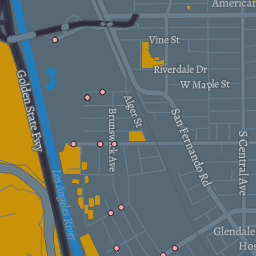 American
Vine St
Riverdale Dr
W Maple St
Golden State Fwy
Brunswick Ave
Alger St
San Fernando Rd
S Central Ave
Los Angeles River
Glendale
Hos